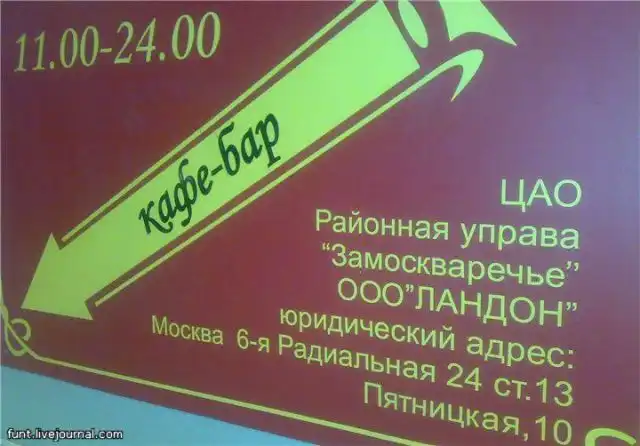 11.00-24.00
кафе-бар
ЦАО
Районная управа
“Замоскваречье”
ООО”ЛАНДОН”
юридический адрес:
Москва 6-я Радиальная 24 ст.13
Пятницкая,10
funt.livejournal.com